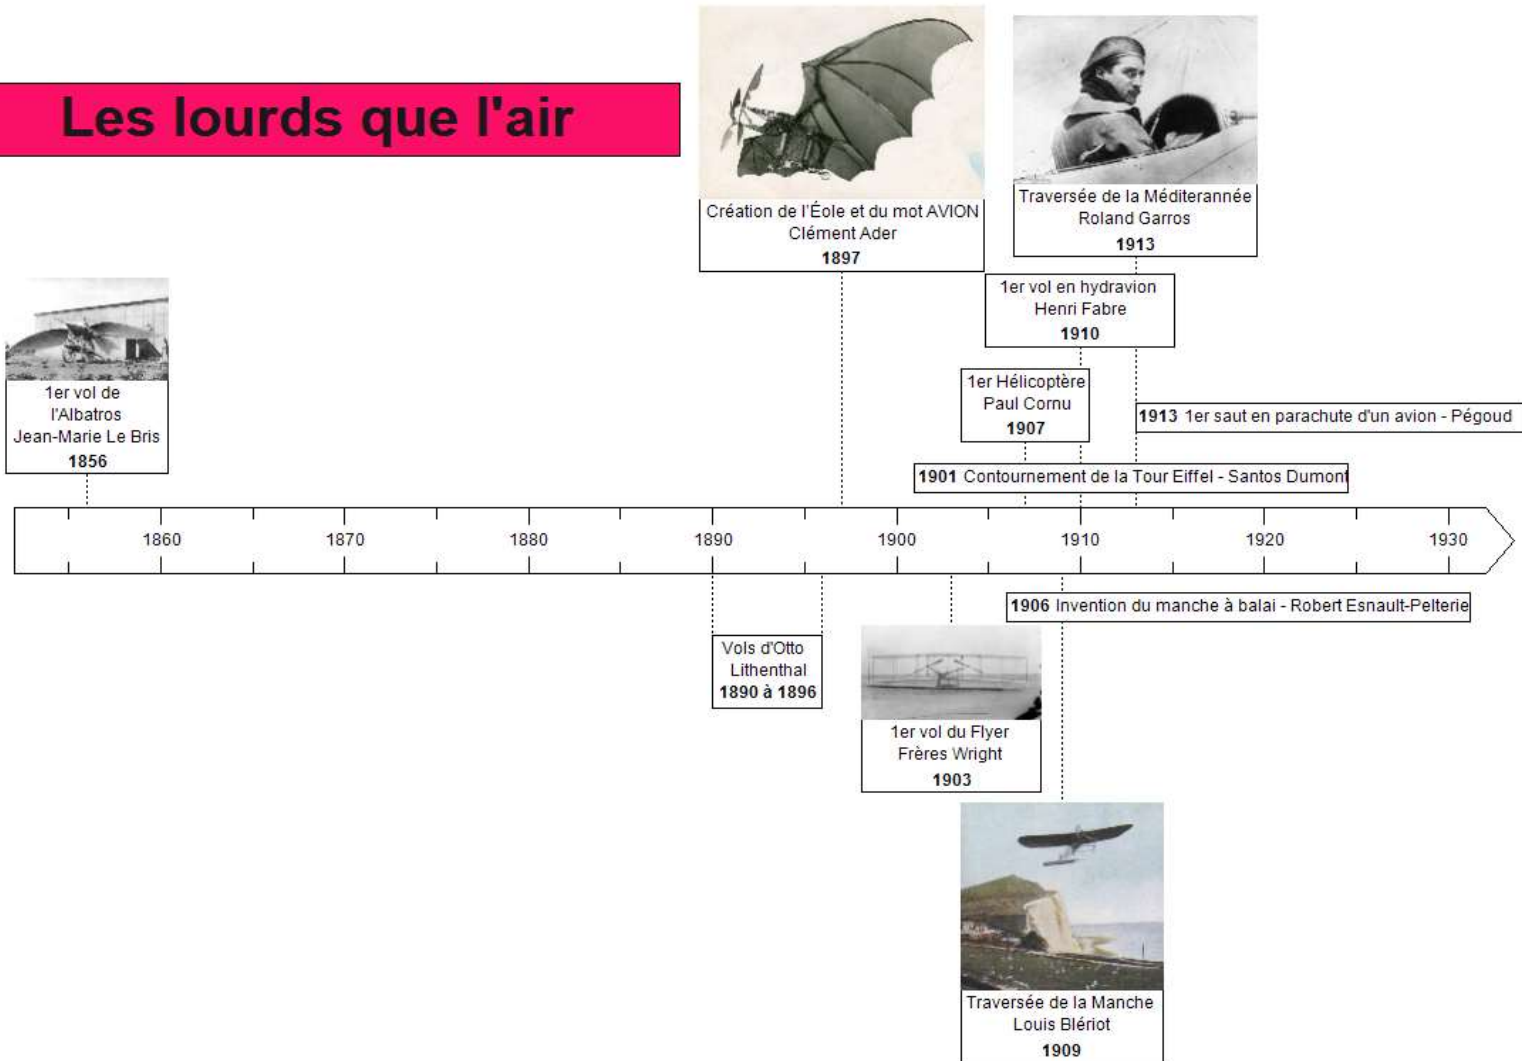 Les lourds que l'air
Création de l'Éole et du mot AVION
Clément Ader
1897
Traversée de la Méditerannée
Roland Garros
1913
1er vol en hydravion
Henri Fabre
1910
1er vol de
l'Albatros
Jean-Marie Le Bris
1856
1er Hélicoptère
Paul Cornu
1907
1913 1er saut en parachute d'un avion - Pégoud
1901 Contournement de la Tour Eiffel - Santos Dumont
1860 1870 1880 1890 1900 1910 1920 1930
1906 Invention du manche à balai - Robert Esnault-Pelterie
Vols d'Otto
Lithenthal
1890 à 1896
1er vol du Flyer
Frères Wright
1903
Traversée de la Manche
Louis Blériot
1909